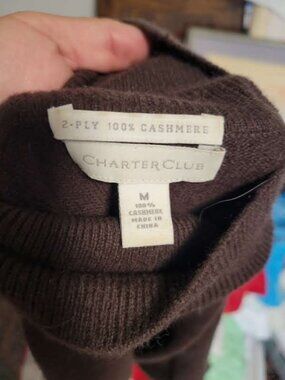 2-PLY 100% CASHMERE
CHARTER CLUB
M
100%
CASHMERE
MADE IN
CHINA